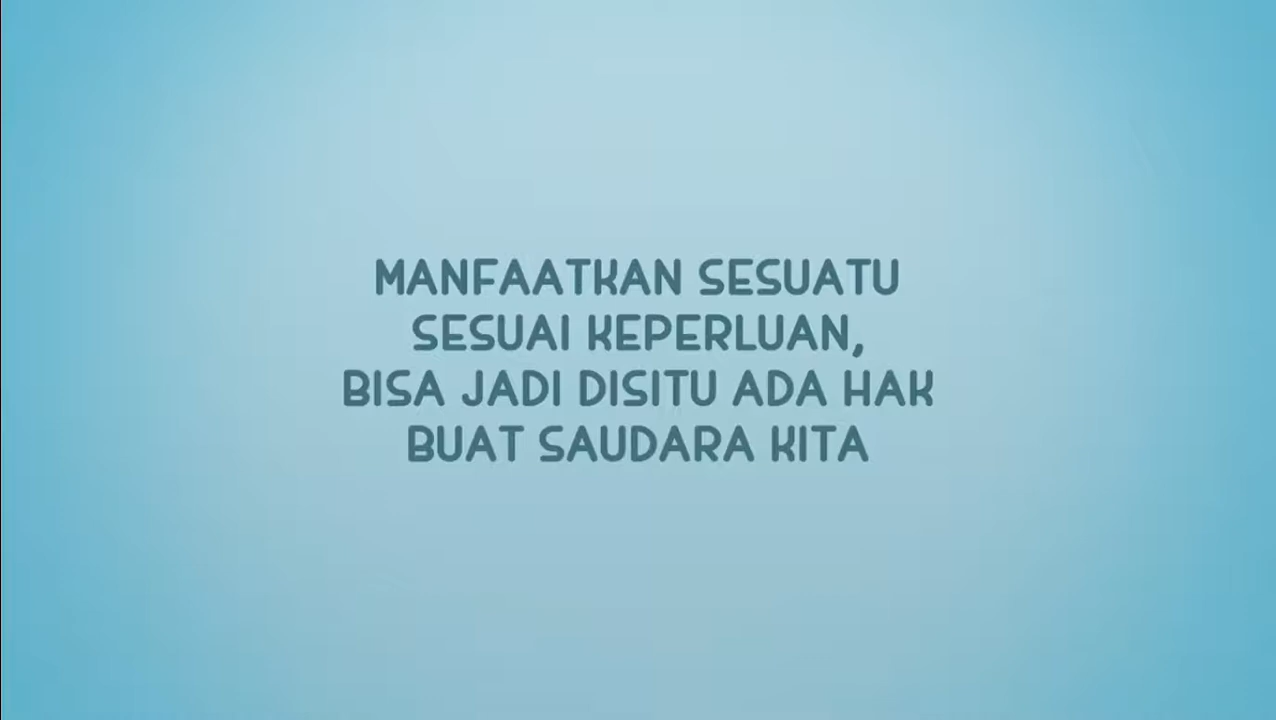 MANFAATKAN SESUATU
SESUAI KEPERLUAN,
BISA JADI DISITU ADA HAK
BUAT SAUDARA KITA